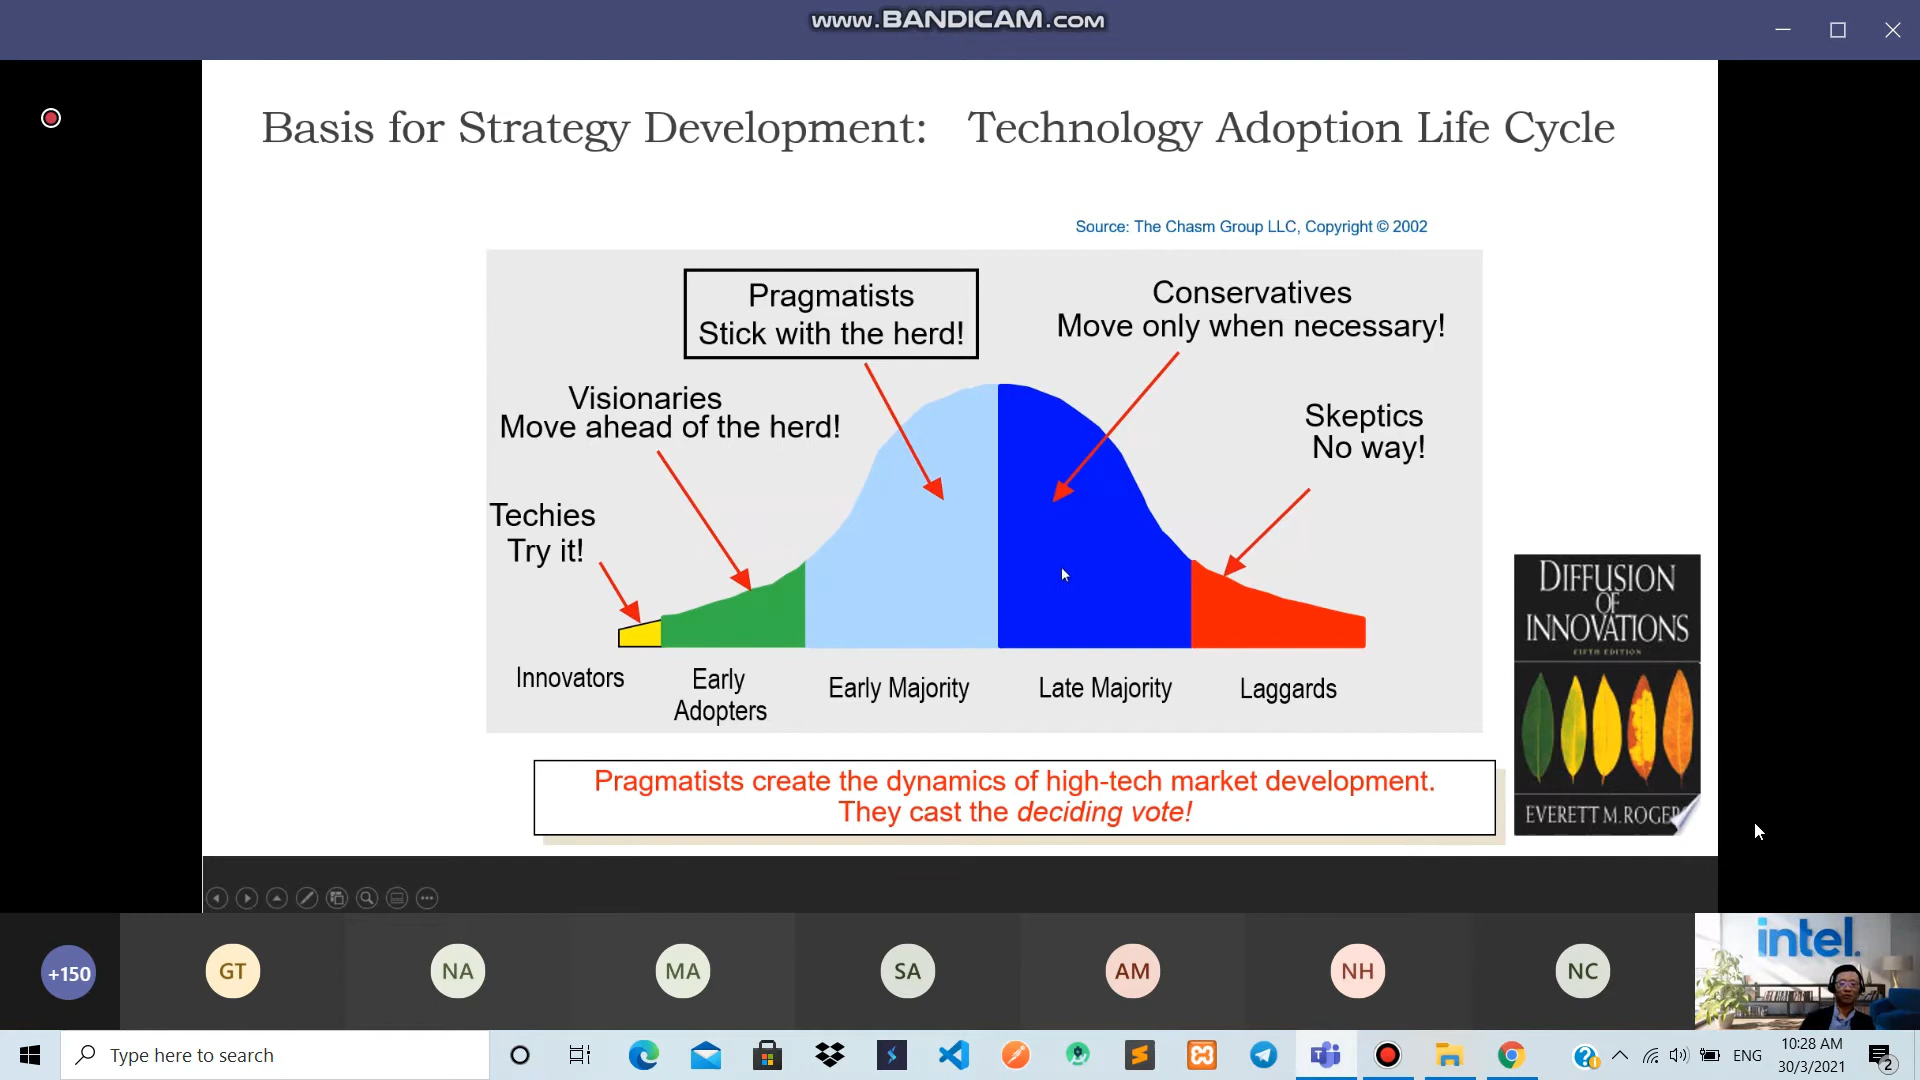 www.BANDICAM.com
Basis for Strategy Development: Technology Adoption Life Cycle
Source: The Chasm Group LLC, Copyright © 2002
Pragmatists
Stick with the herd!
Conservatives
Move only when necessary!
Visionaries
Move ahead of the herd!
Skeptics
No way!
Techies
Try it!
Innovators
Early
Adopters
Early Majority
Late Majority
Laggards
DIFFUSION
OF
INNOVATIONS
FIFTH EDITION
EVERETT M. ROGER
Pragmatists create the dynamics of high-tech market development.
They cast the deciding vote!
+150
GT
NA
MA
SA
AM
NH
NC
intel.
Type here to search
ENG
10:28 AM
30/3/2021
2